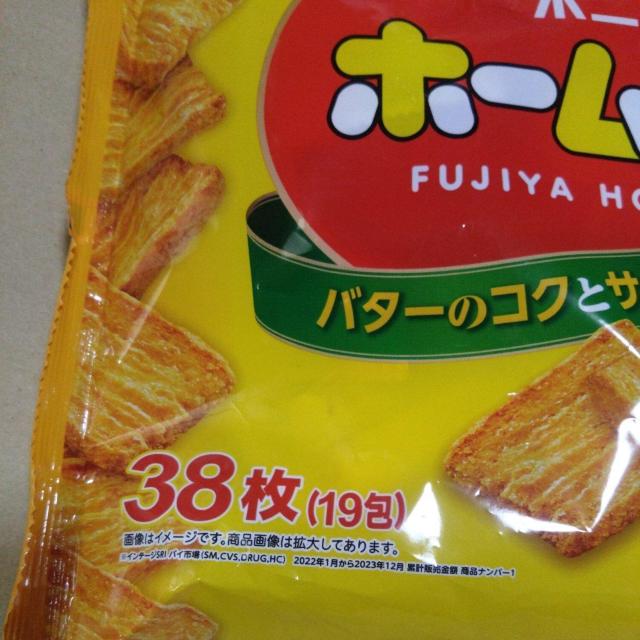 ホーム
FUJIYA HO
バターのコクとサ
38枚(19包)
画像はイメージです。商品画像は拡大してあります。
※インテージSRI パイ市場(SM,CVS,DRUG,HC) 2022年1月から2023年12月 累計販売金額 商品ナンバー1